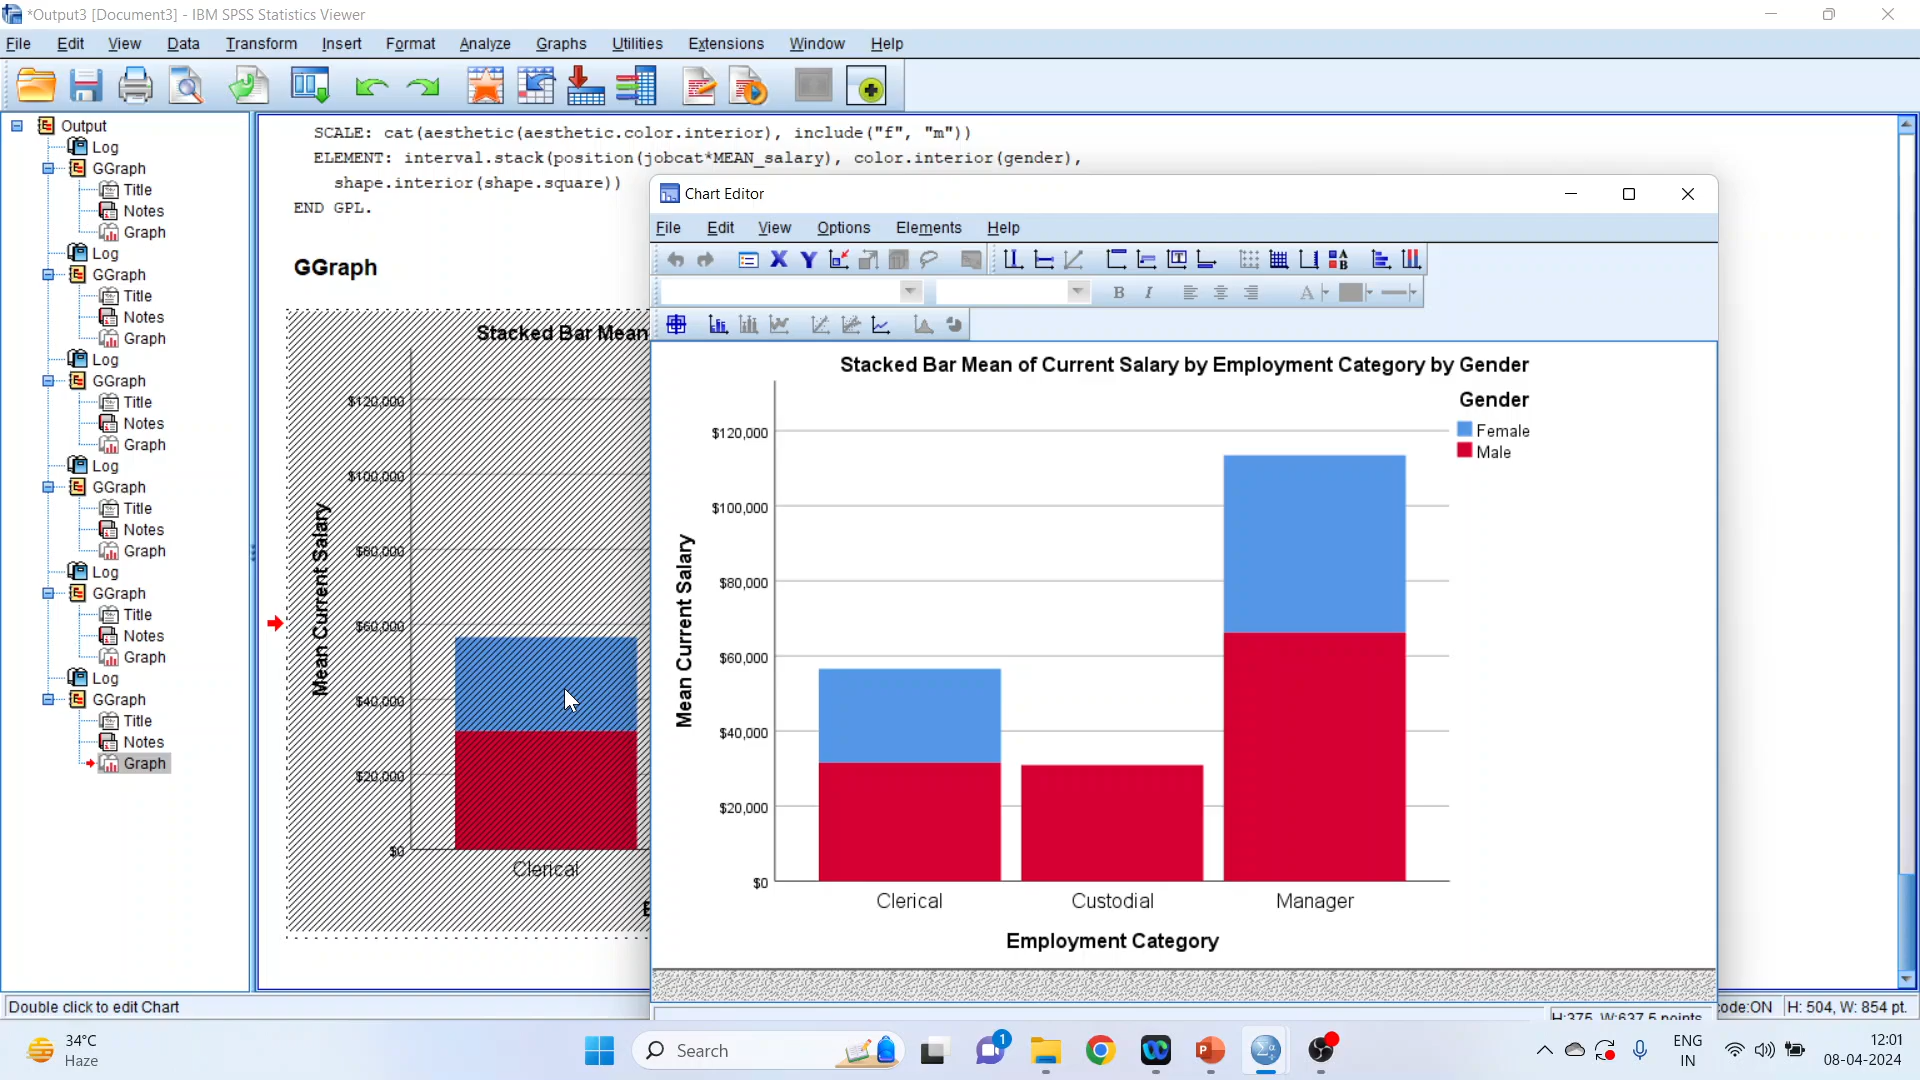 *Output3 [Document3] - IBM SPSS Statistics Viewer
File Edit View Data Transform Insert Format Analyze Graphs Utilities Extensions Window Help
Output
Log
GGraph
Title
Notes
Graph
Log
GGraph
Title
Notes
Graph
Log
GGraph
Title
Notes
Graph
Log
GGraph
Title
Notes
Graph
Log
GGraph
Title
Notes
Graph
Log
GGraph
Title
Notes
Graph
SCALE: cat(aesthetic(aesthetic.color.interior), include("f", "m"))
ELEMENT: interval.stack(position(jobcat*MEAN_salary), color.interior(gender),
shape.interior(shape.square))
END GPL.
GGraph
Stacked Bar Mean
Mean Current Salary
$120,000
$100,000
$80,000
$60,000
$40,000
$20,000
$0
Clerical
Chart Editor
File Edit View Options Elements Help
B I A
Stacked Bar Mean of Current Salary by Employment Category by Gender
Gender
Female
Male
Mean Current Salary
$120,000
$100,000
$80,000
$60,000
$40,000
$20,000
$0
Clerical Custodial Manager
Employment Category
H:375, W:637.5 points
Double click to edit Chart
code:ON H: 504, W: 854 pt.
34°C
Haze
Search
1
ENG
IN
12:01
08-04-2024